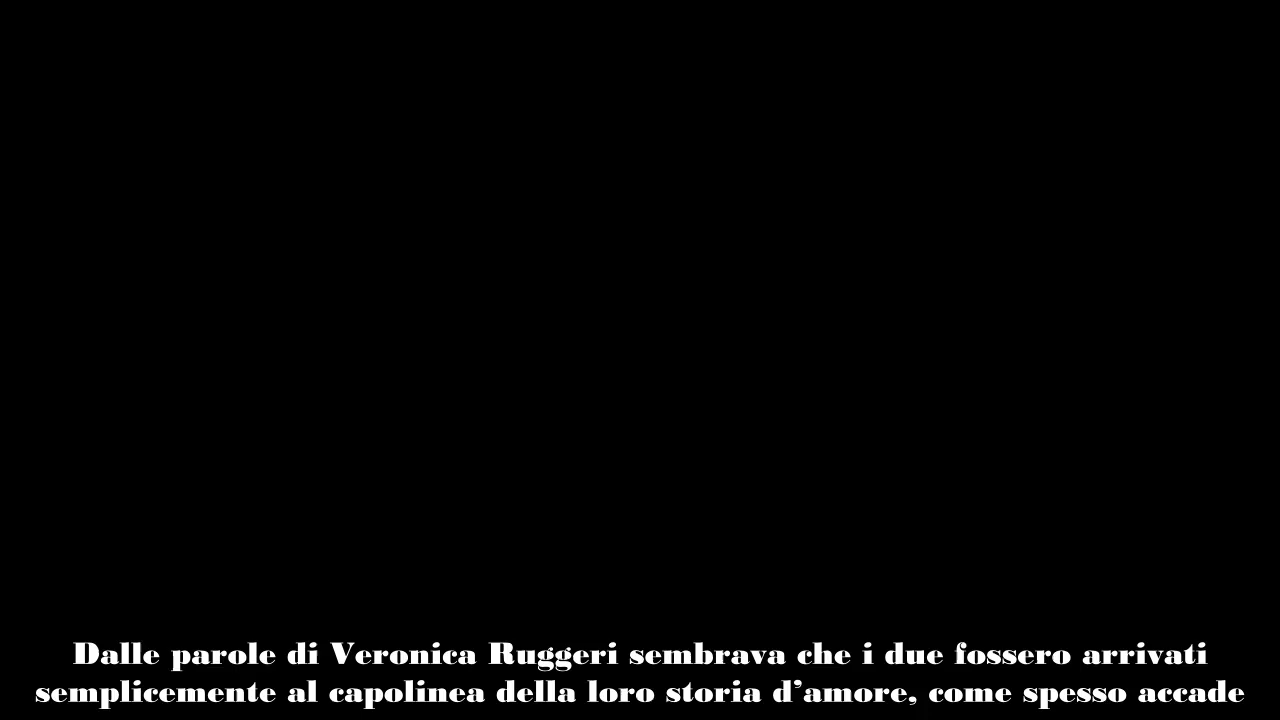 Dalle parole di Veronica Ruggeri sembrava che i due fossero arrivati
semplicemente al capolinea della loro storia d’amore, come spesso accade